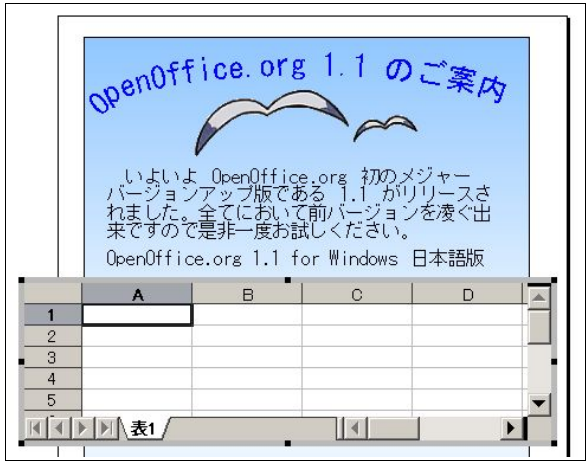 OpenOffice.org 1.1 のご案内
いよいよ OpenOffice.org 初のメジャー
バージョンアップ版である 1.1 がリリースさ
れました。全てにおいて前バージョンを凌ぐ出
来ですので是非一度お試しください。
OpenOffice.org 1.1 for Windows 日本語版
A B C D
1
2
3
4
5
表1